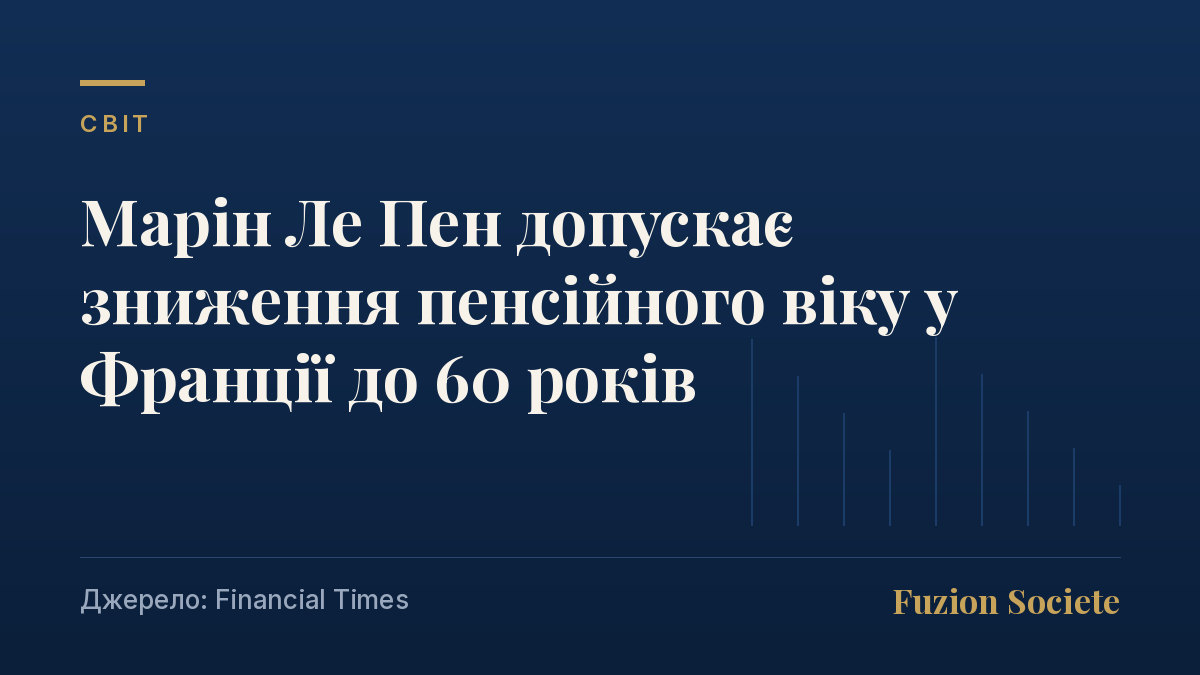 СВІТ
Марін Ле Пен допускає
зниження пенсійного віку у
Франції до 60 років
Джерело: Financial Times
Fuzion Societe